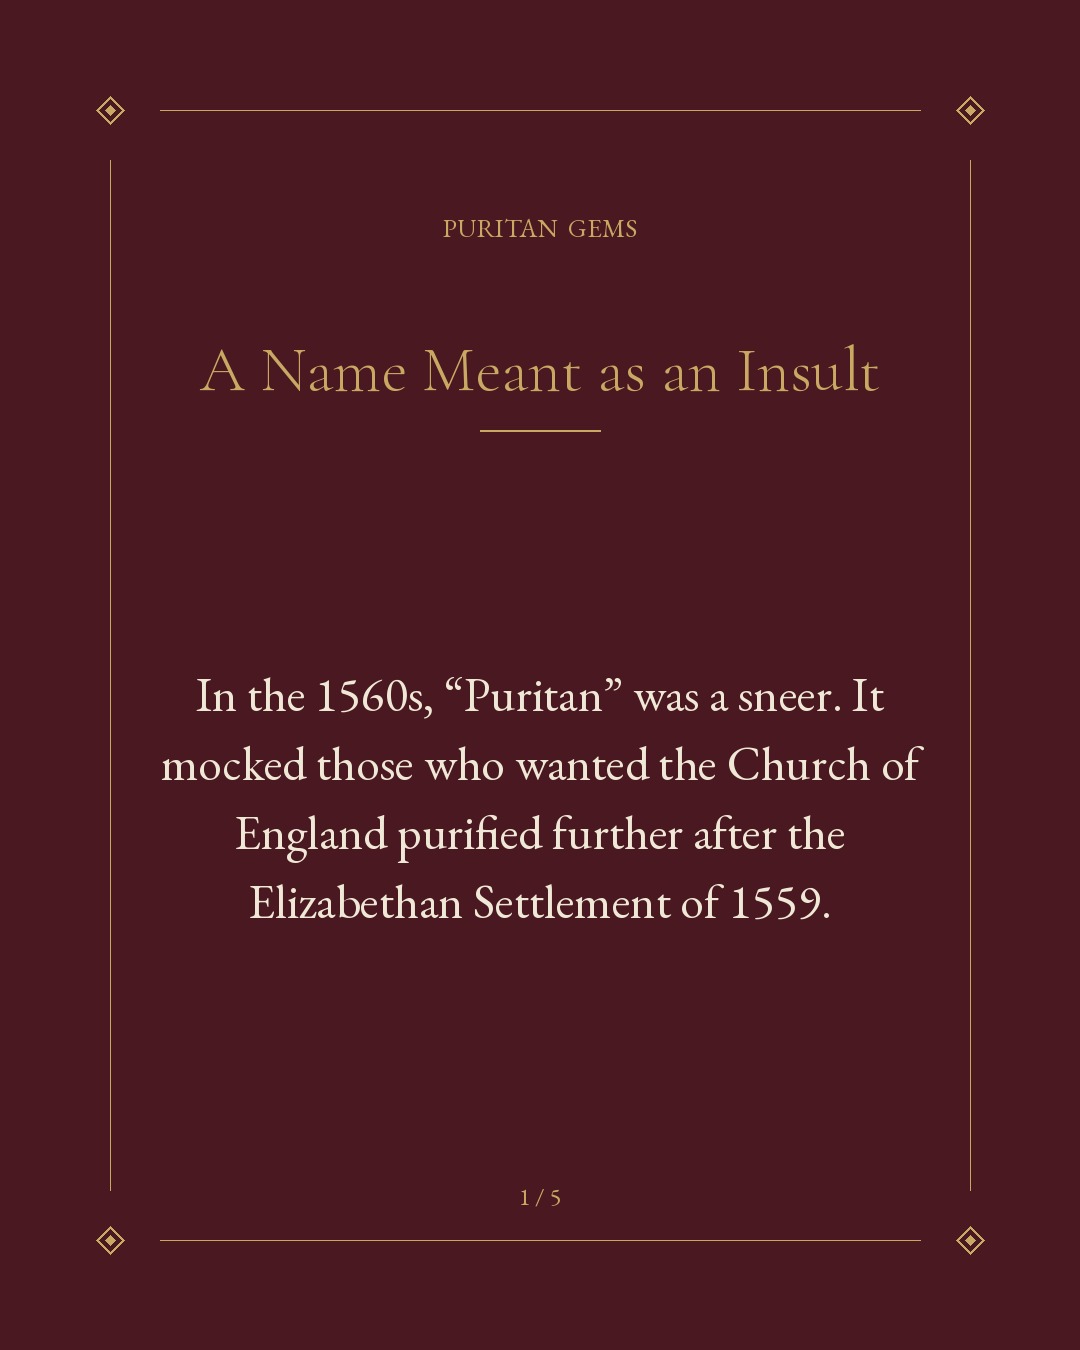 PURITAN GEMS
A Name Meant as an Insult
In the 1560s, “Puritan” was a sneer. It
mocked those who wanted the Church of
England purified further after the
Elizabethan Settlement of 1559.
1 / 5